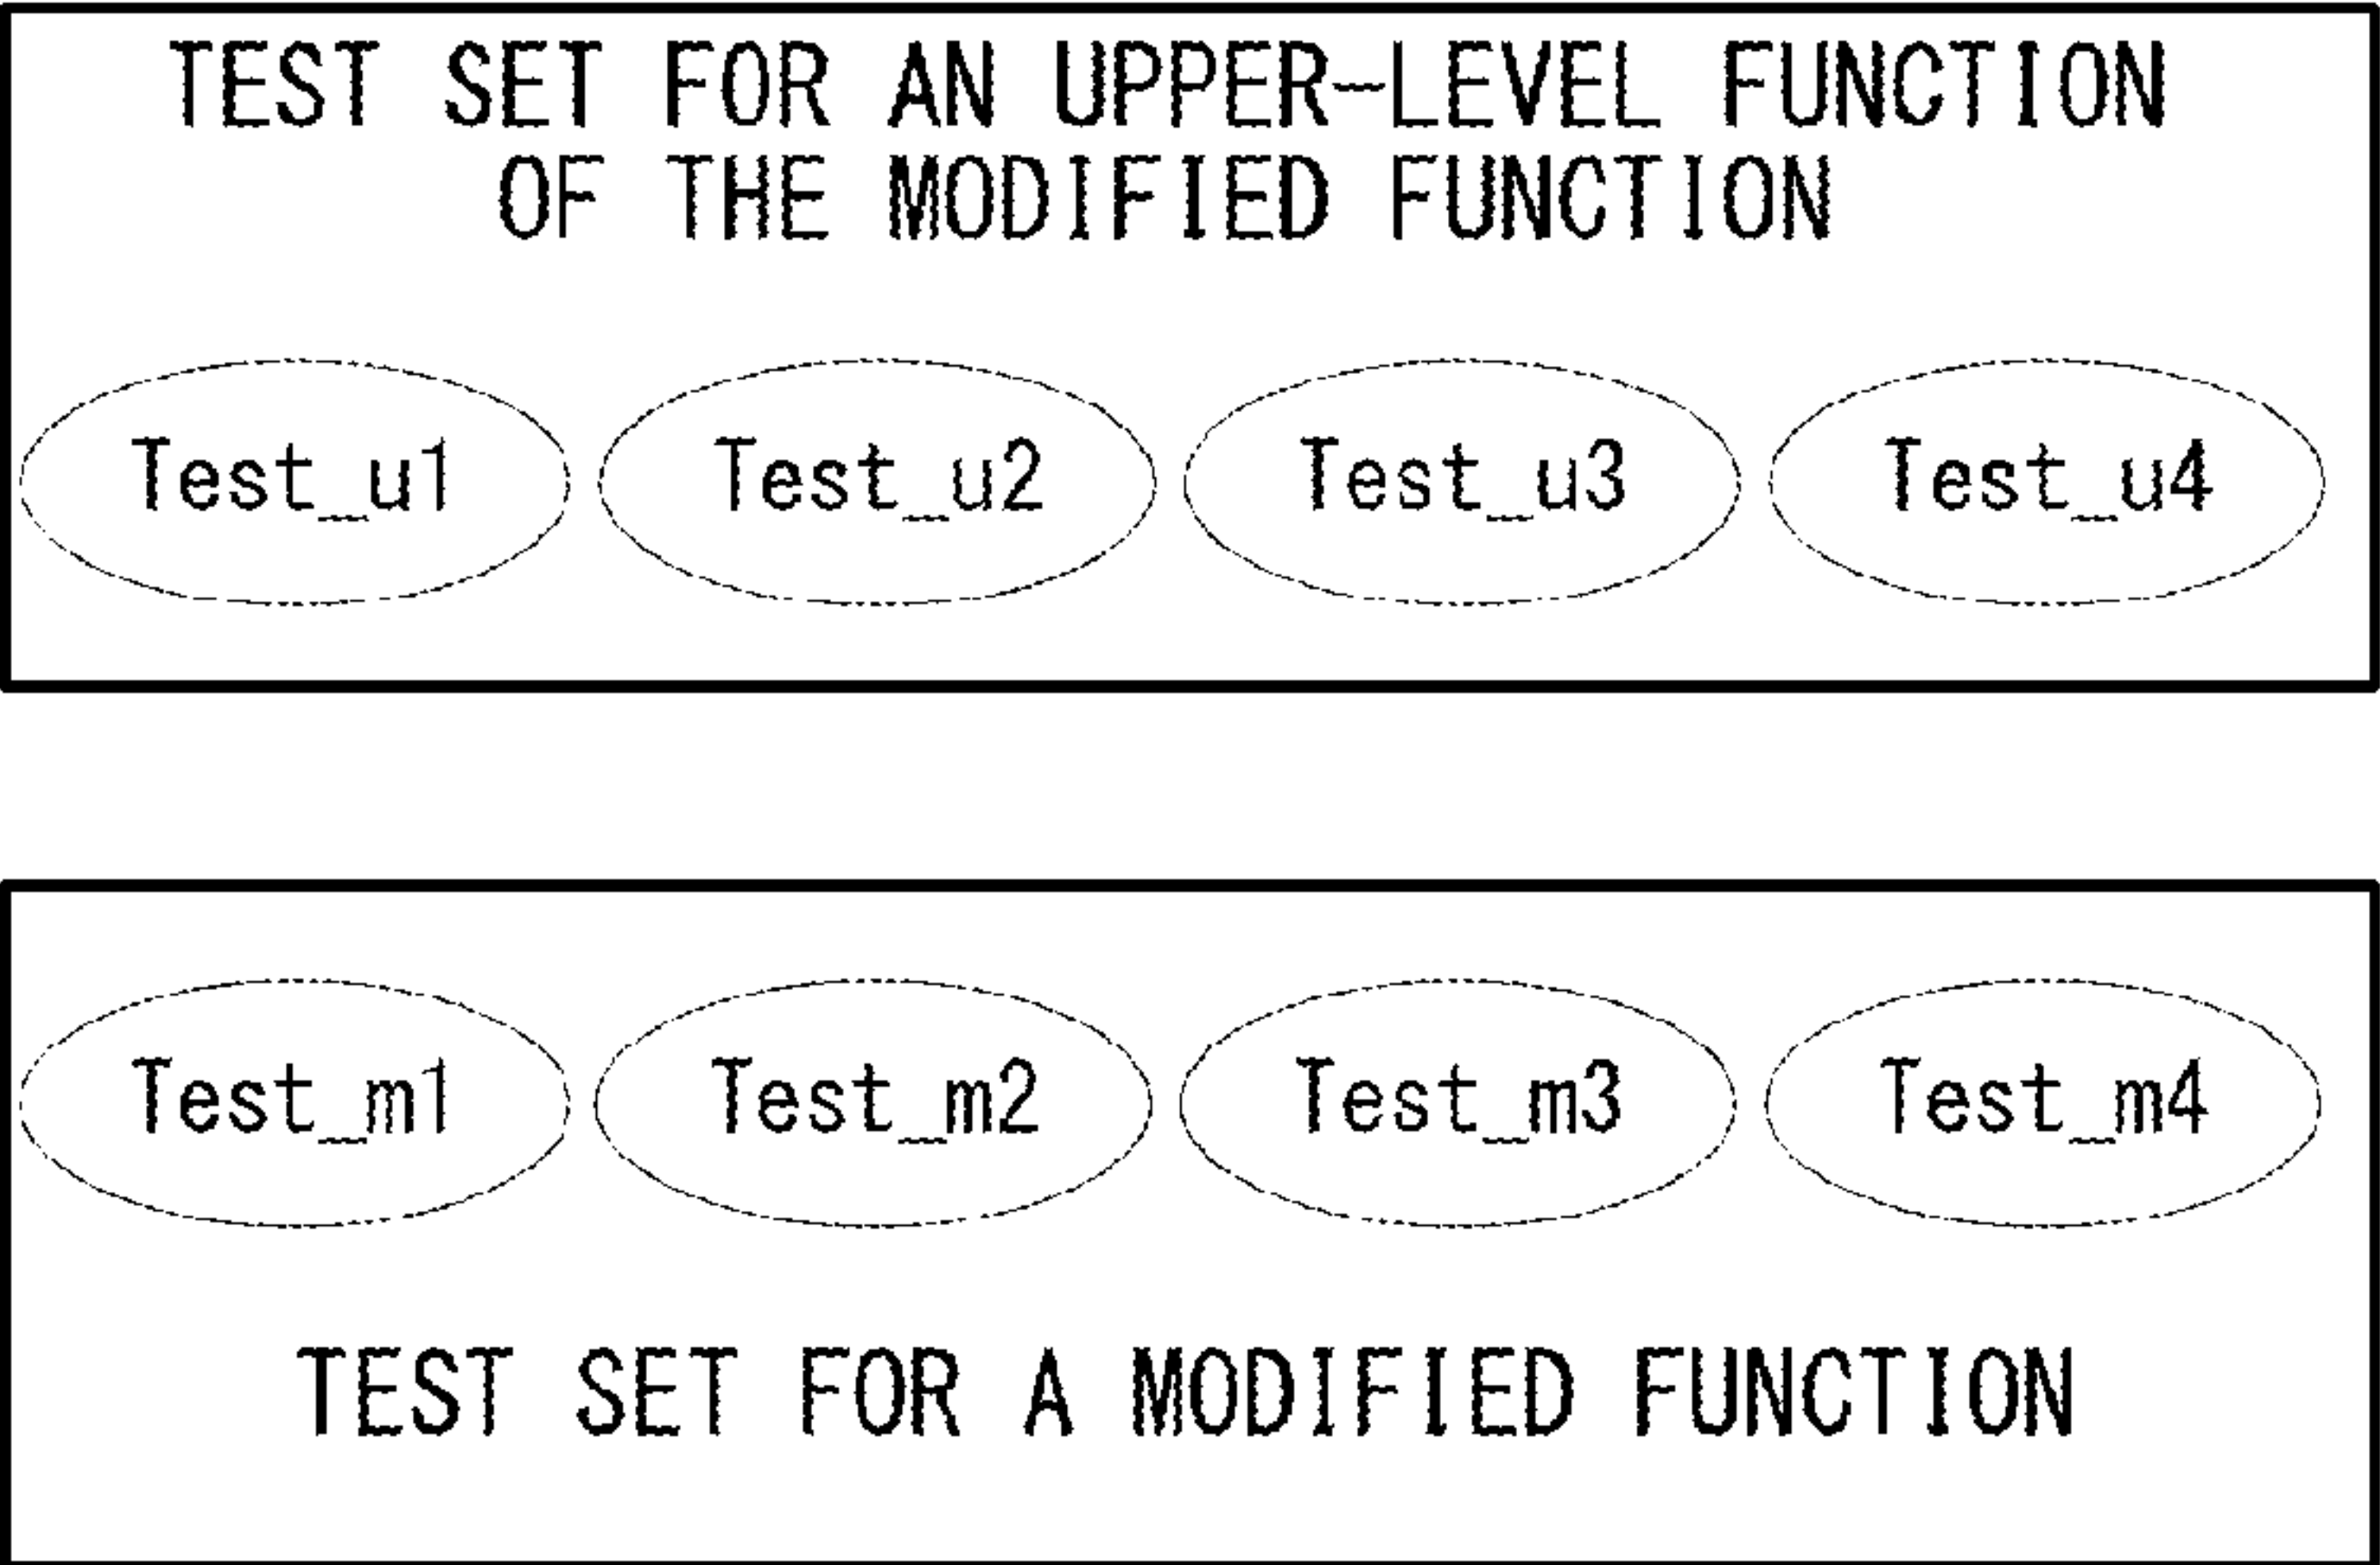 TEST SET FOR AN UPPER-LEVEL FUNCTION
OF THE MODIFIED FUNCTION
Test_u1 Test_u2 Test_u3 Test_u4
Test_m1 Test_m2 Test_m3 Test_m4
TEST SET FOR A MODIFIED FUNCTION